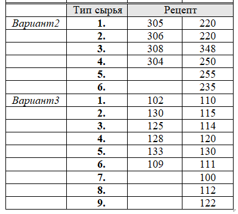 Тип сырья Рецепт
Вариант2 1. 305 220
2. 306 220
3. 308 348
4. 304 250
5. 255
6. 235
Вариант3 1. 102 110
2. 130 115
3. 125 114
4. 128 120
5. 133 130
6. 109 111
7. 100
8. 112
9. 122